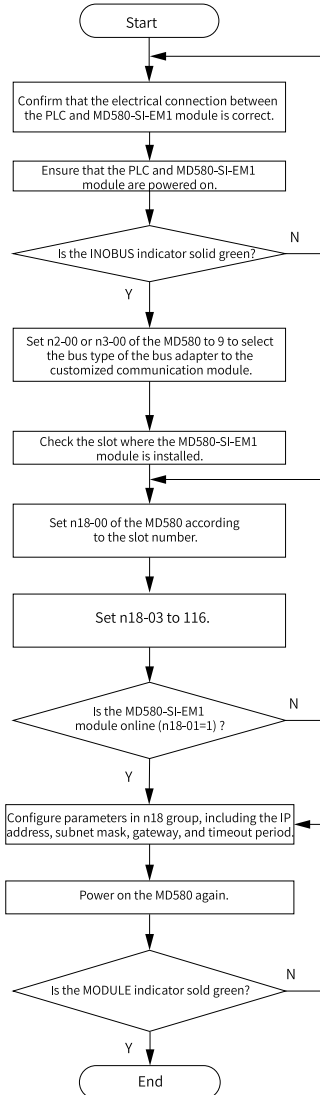 Start
Confirm that the electrical connection between
the PLC and MD580-SI-EM1 module is correct.
Ensure that the PLC and MD580-SI-EM1
module are powered on.
Is the INOBUS indicator solid green?
N
Y
Set n2-00 or n3-00 of the MD580 to 9 to select
the bus type of the bus adapter to the
customized communication module.
Check the slot where the MD580-SI-EM1
module is installed.
Set n18-00 of the MD580 according
to the slot number.
Set n18-03 to 116.
Is the MD580-SI-EM1
module online (n18-01=1) ?
N
Y
Configure parameters in n18 group, including the IP
address, subnet mask, gateway, and timeout period.
Power on the MD580 again.
Is the MODULE indicator sold green?
N
Y
End